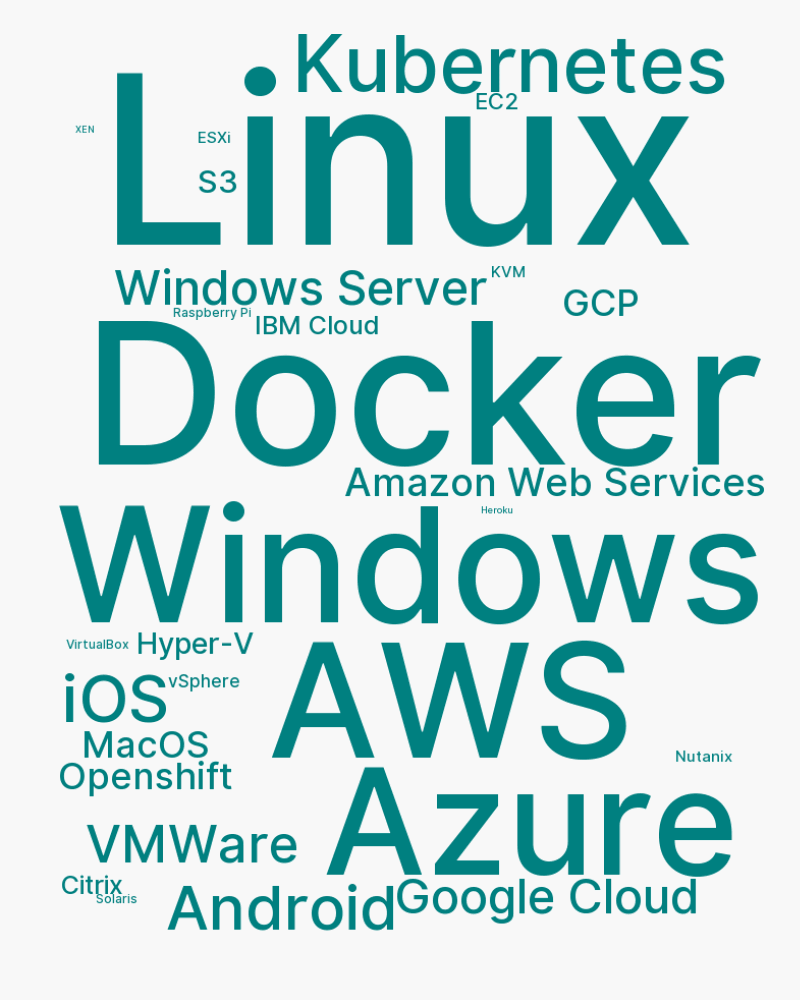 Kubernetes
EC2
Linux
XEN
ESXi
S3
Windows Server
KVM
GCP
Raspberry Pi
IBM Cloud
Docker
Amazon Web Services
Heroku
Windows
VirtualBox
Hyper-V
AWS
iOS
vSphere
MacOS
Nutanix
Openshift
Azure
VMWare
Citrix
Solaris
Android
Google Cloud